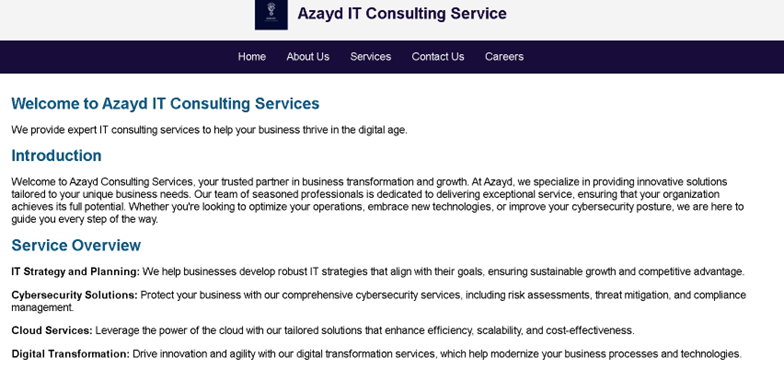 Azayd IT Consulting Service
Home About Us Services Contact Us Careers
Welcome to Azayd IT Consulting Services
We provide expert IT consulting services to help your business thrive in the digital age.
Introduction
Welcome to Azayd Consulting Services, your trusted partner in business transformation and growth. At Azayd, we specialize in providing innovative solutions
tailored to your unique business needs. Our team of seasoned professionals is dedicated to delivering exceptional service, ensuring that your organization
achieves its full potential. Whether you're looking to optimize your operations, embrace new technologies, or improve your cybersecurity posture, we are here to
guide you every step of the way.
Service Overview
IT Strategy and Planning: We help businesses develop robust IT strategies that align with their goals, ensuring sustainable growth and competitive advantage.
Cybersecurity Solutions: Protect your business with our comprehensive cybersecurity services, including risk assessments, threat mitigation, and compliance
management.
Cloud Services: Leverage the power of the cloud with our tailored solutions that enhance efficiency, scalability, and cost-effectiveness.
Digital Transformation: Drive innovation and agility with our digital transformation services, which help modernize your business processes and technologies.